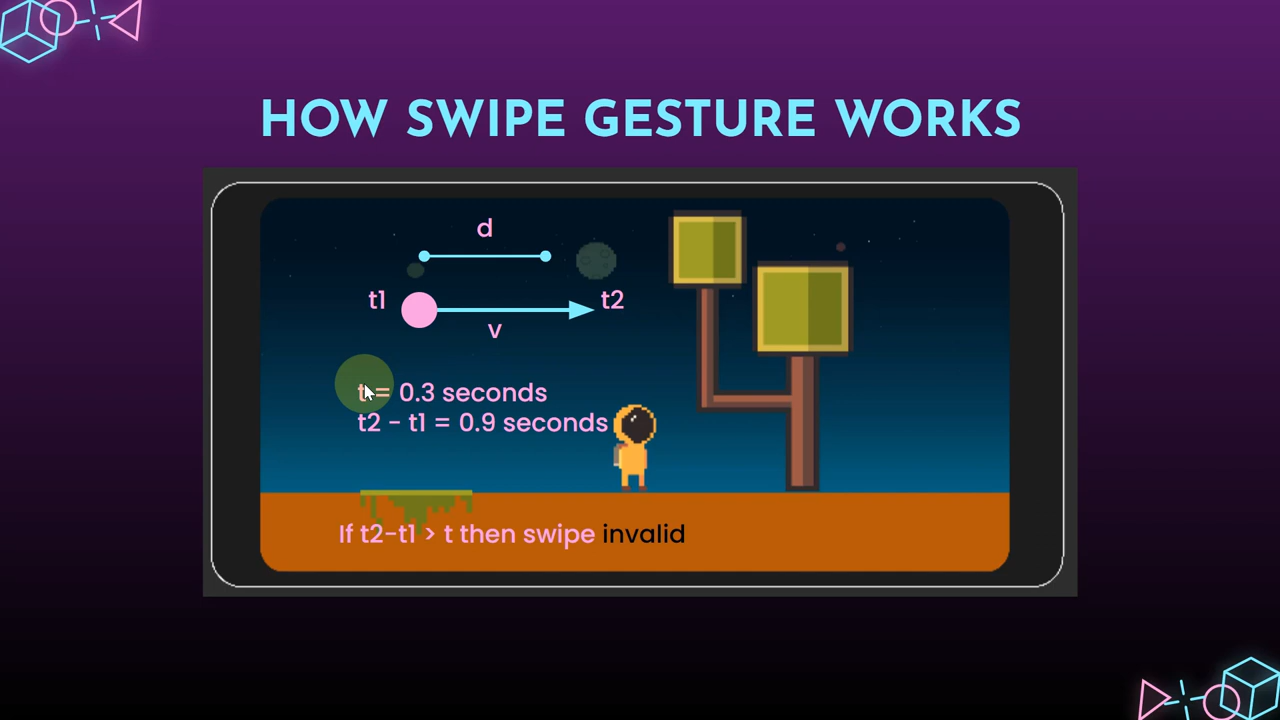 HOW SWIPE GESTURE WORKS
d
t1
t2
v
t = 0.3 seconds
t2 - t1 = 0.9 seconds
If t2-t1 > t then swipe invalid